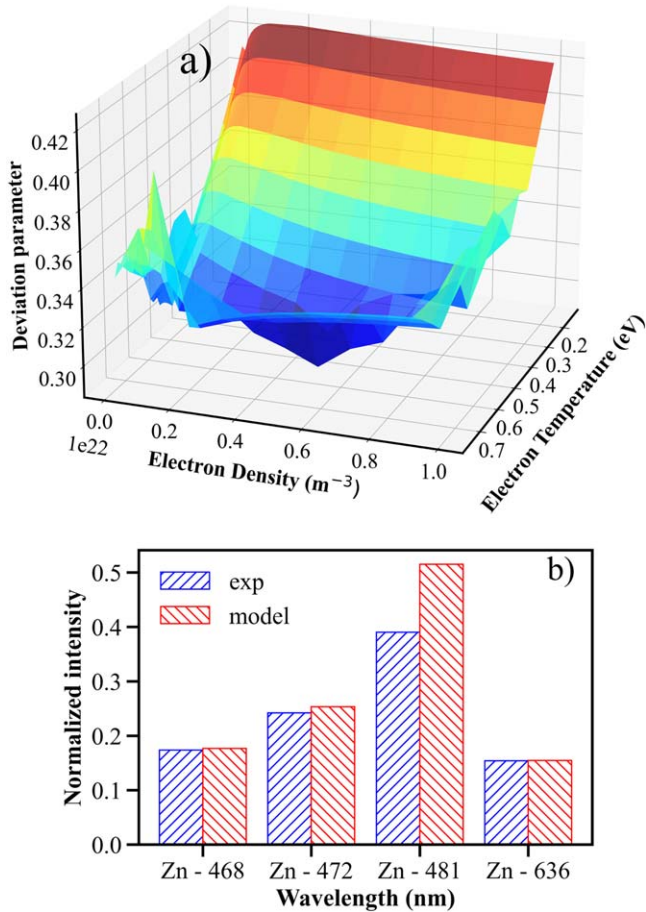 a)
Deviation parameter
0.42
0.40
0.38
0.36
0.34
0.32
0.30
0.0
0.2
0.4
0.6
0.8
1.0
1e22
Electron Density (m⁻³)
0.2
0.3
0.4
0.5
0.6
0.7
Electron Temperature (eV)
b)
exp
model
Normalized intensity
0.5
0.4
0.3
0.2
0.1
0.0
Zn - 468 Zn - 472 Zn - 481 Zn - 636
Wavelength (nm)